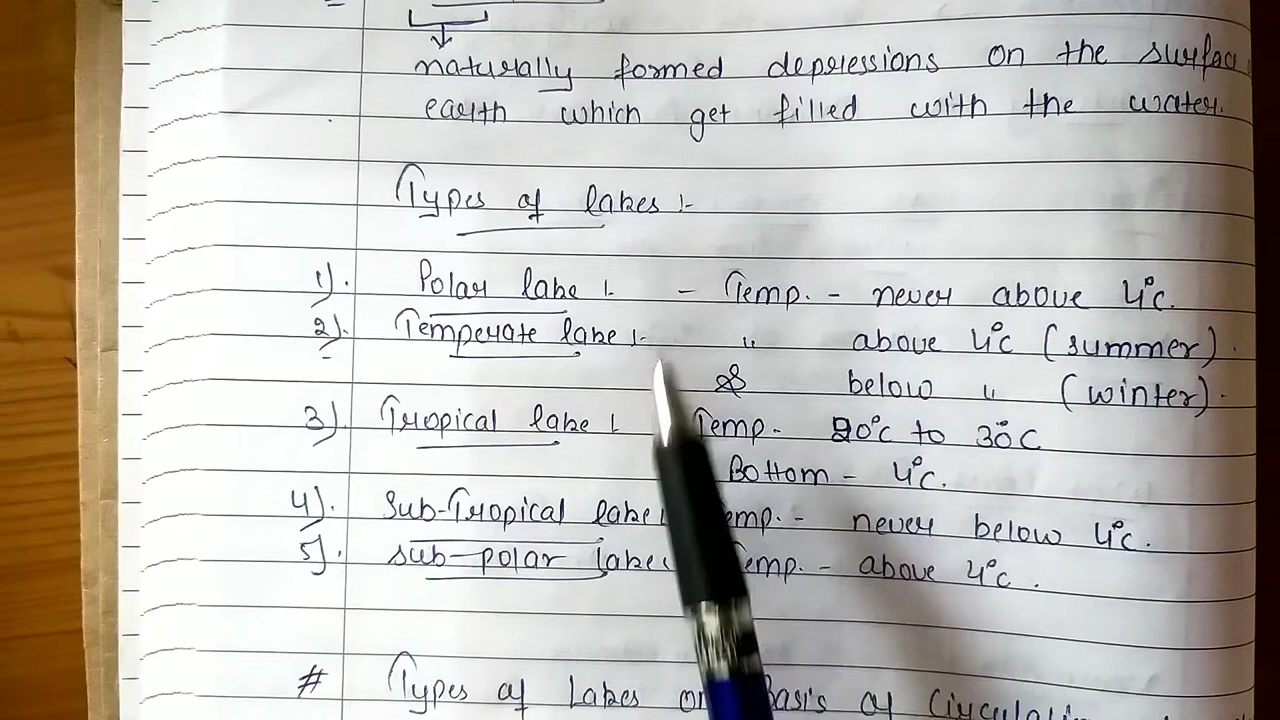 naturally formed depressions on the
earth which get filled with the water.
Types of lakes :-
1). Polar lake :- - Temp. - never above 4°c.
2). Temperate lake :- " above 4°c (summer).
& below " (winter).
3). Tropical lake :- Temp. 20°c to 30°C
Bottom - 4°c.
4). Sub-Tropical lake :- Temp. - never below 4°c.
5). sub-polar lake :- Temp. - above 4°c.
# Types of Lakes on Basis of